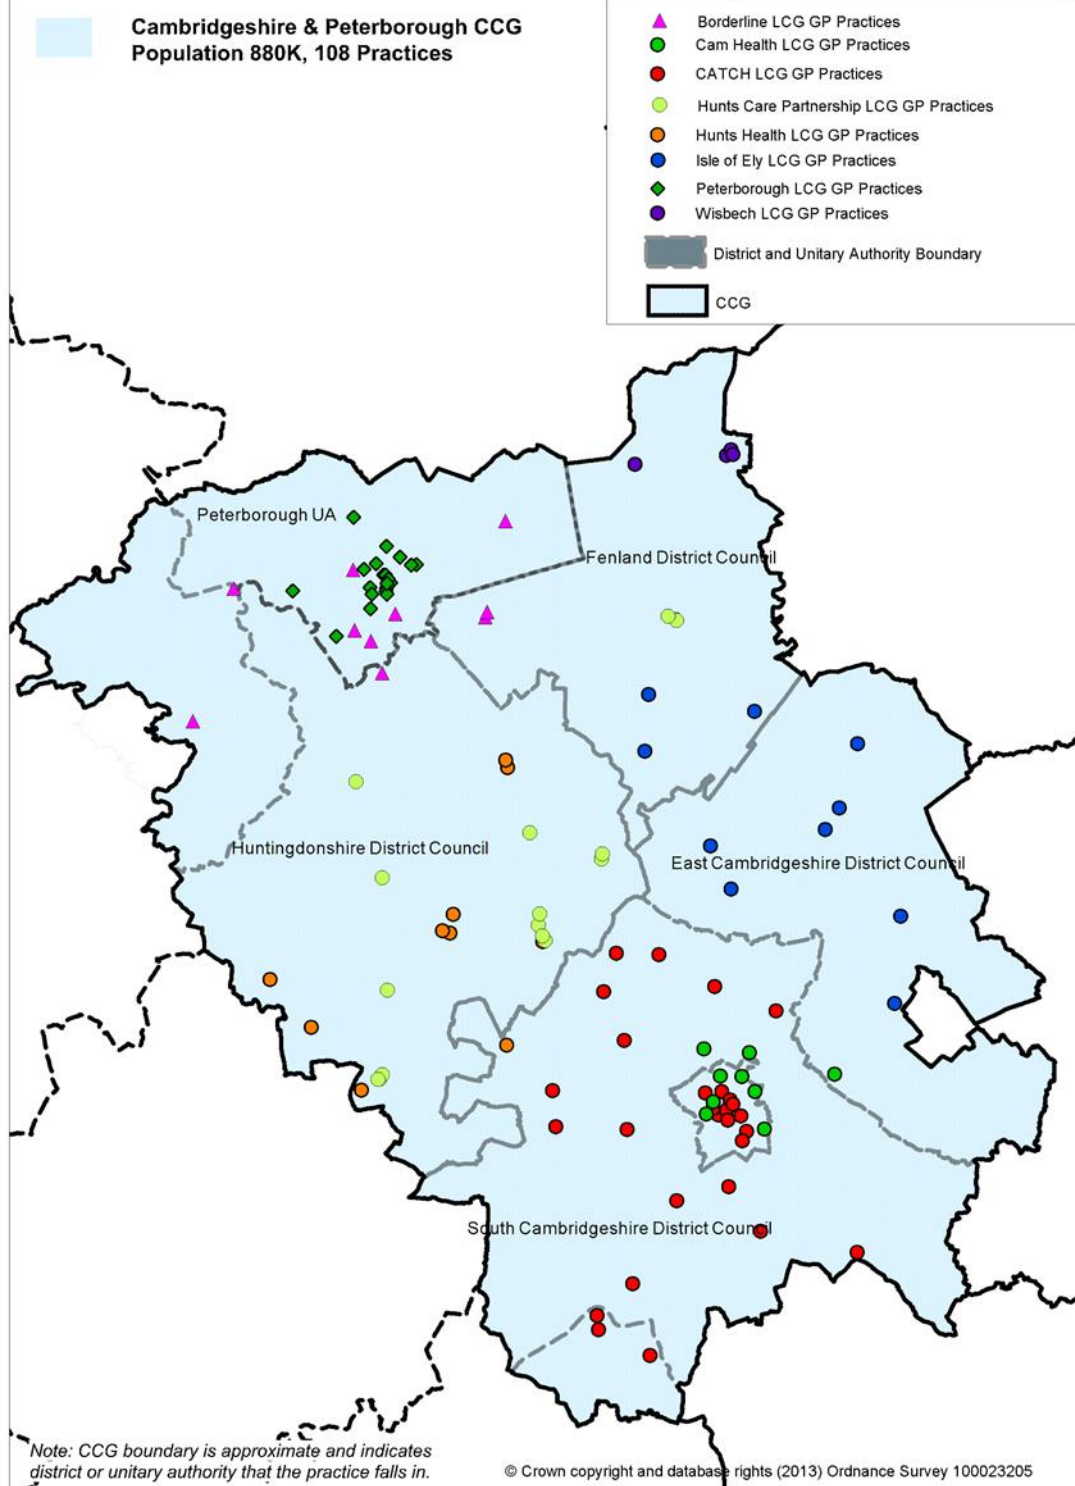 Cambridgeshire & Peterborough CCG
Population 880K, 108 Practices
Borderline LCG GP Practices
Cam Health LCG GP Practices
CATCH LCG GP Practices
Hunts Care Partnership LCG GP Practices
Hunts Health LCG GP Practices
Isle of Ely LCG GP Practices
Peterborough LCG GP Practices
Wisbech LCG GP Practices
District and Unitary Authority Boundary
CCG
Peterborough UA
Fenland District Council
Huntingdonshire District Council
East Cambridgeshire District Council
South Cambridgeshire District Council
Note: CCG boundary is approximate and indicates
district or unitary authority that the practice falls in.
© Crown copyright and database rights (2013) Ordnance Survey 100023205